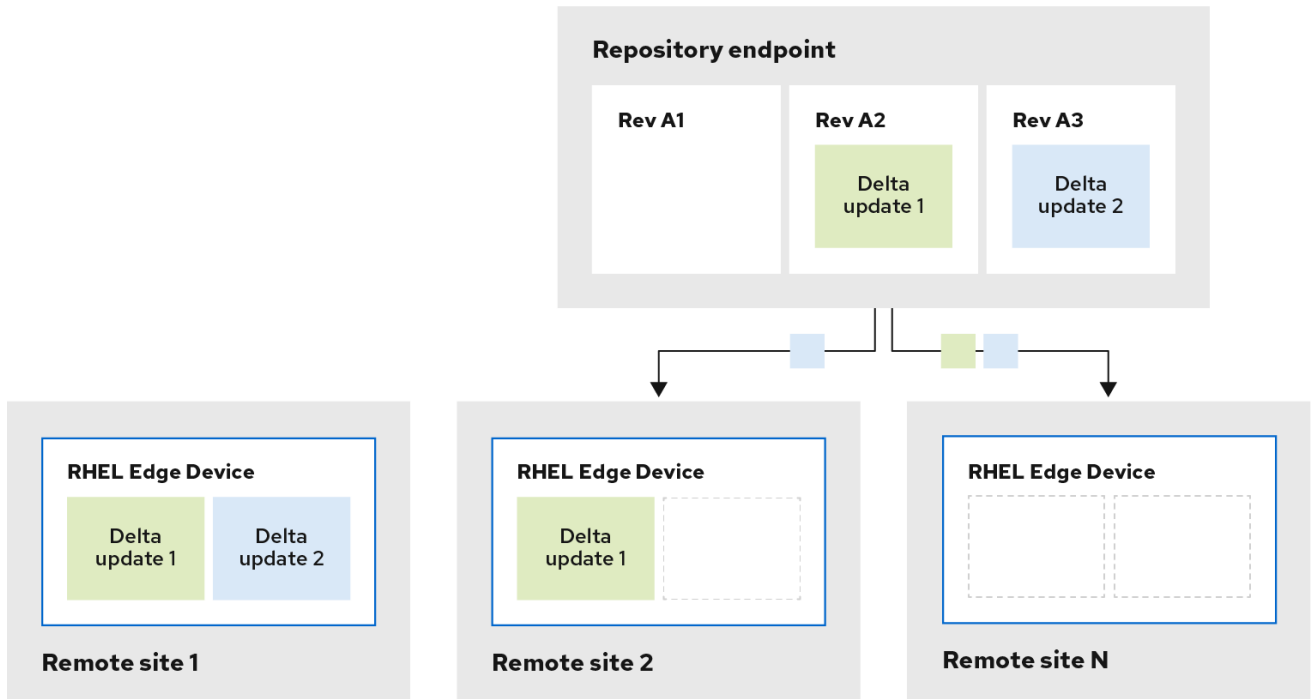 Repository endpoint
Rev A1
Rev A2
Rev A3
Delta
update 1
Delta
update 2
RHEL Edge Device
Delta
update 1
Delta
update 2
Remote site 1
RHEL Edge Device
Delta
update 1
Remote site 2
RHEL Edge Device
Remote site N